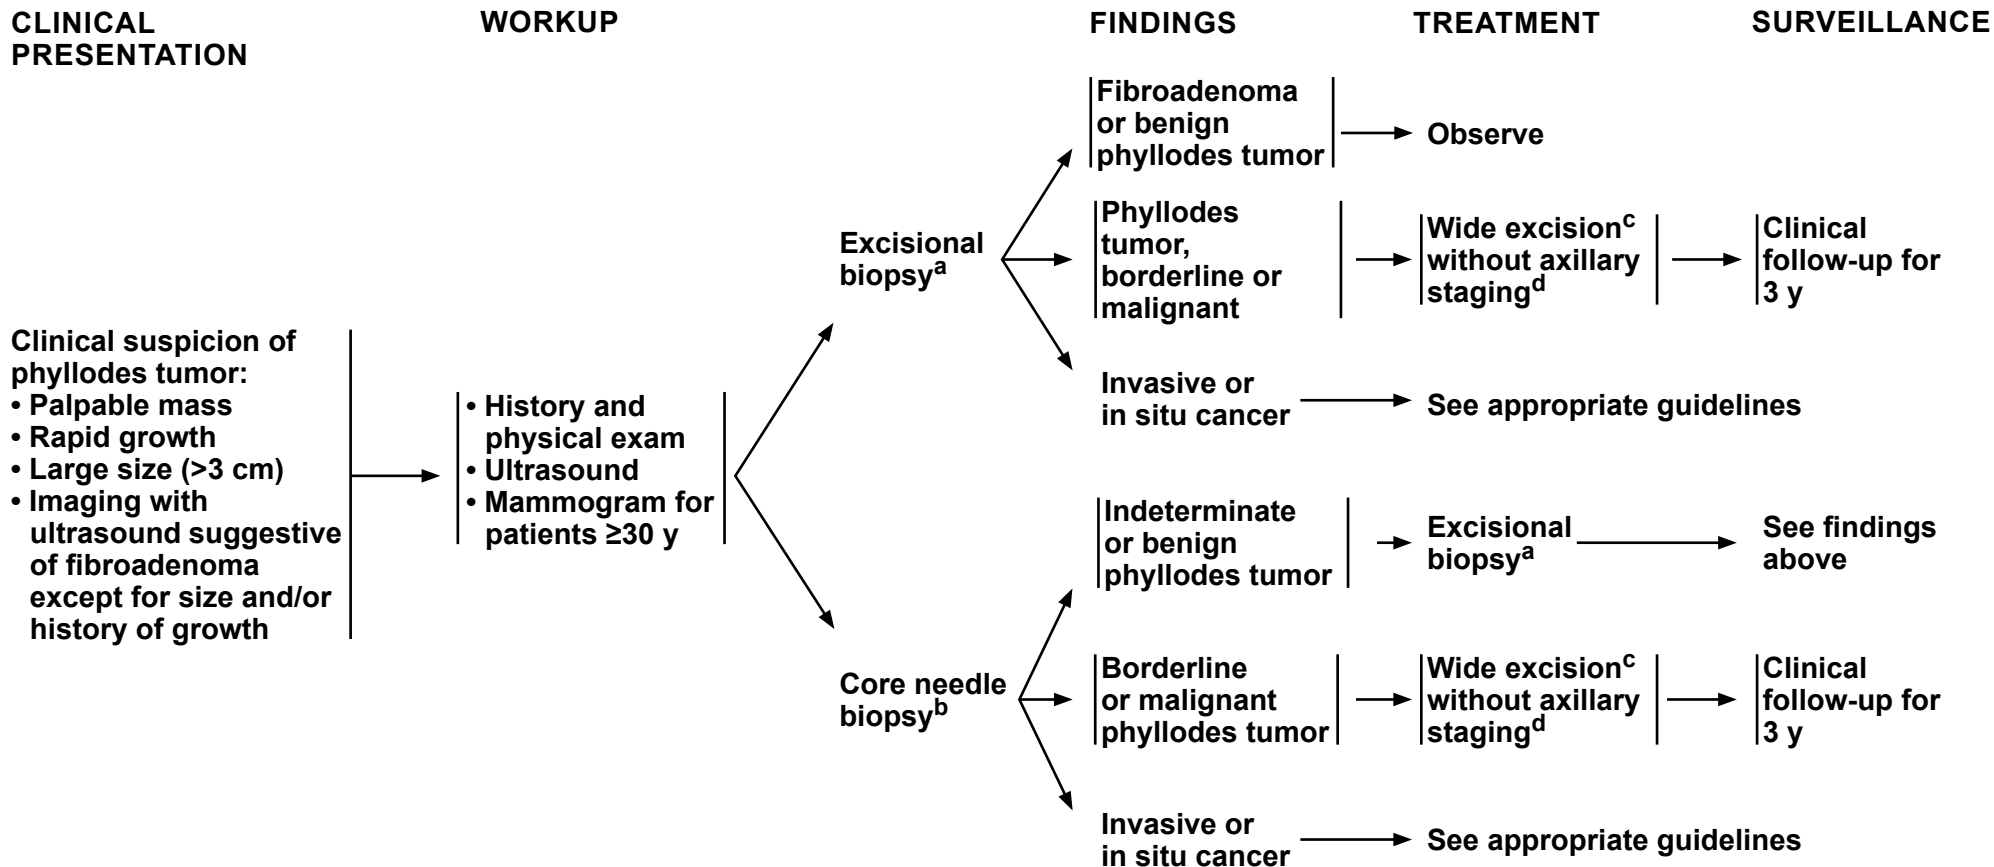 CLINICAL
PRESENTATION
WORKUP
FINDINGS
TREATMENT
SURVEILLANCE
Clinical suspicion of
phyllodes tumor:
• Palpable mass
• Rapid growth
• Large size (>3 cm)
• Imaging with
ultrasound suggestive
of fibroadenoma
except for size and/or
history of growth
• History and
physical exam
• Ultrasound
• Mammogram for
patients ≥30 y
Excisional
biopsyᵃ
Fibroadenoma
or benign
phyllodes tumor
Observe
Phyllodes
tumor,
borderline or
malignant
Wide excisionᶜ
without axillary
stagingᵈ
Clinical
follow-up for
3 y
Invasive or
in situ cancer
See appropriate guidelines
Core needle
biopsyᵇ
Indeterminate
or benign
phyllodes tumor
Excisional
biopsyᵃ
See findings
above
Borderline
or malignant
phyllodes tumor
Wide excisionᶜ
without axillary
stagingᵈ
Clinical
follow-up for
3 y
Invasive or
in situ cancer
See appropriate guidelines